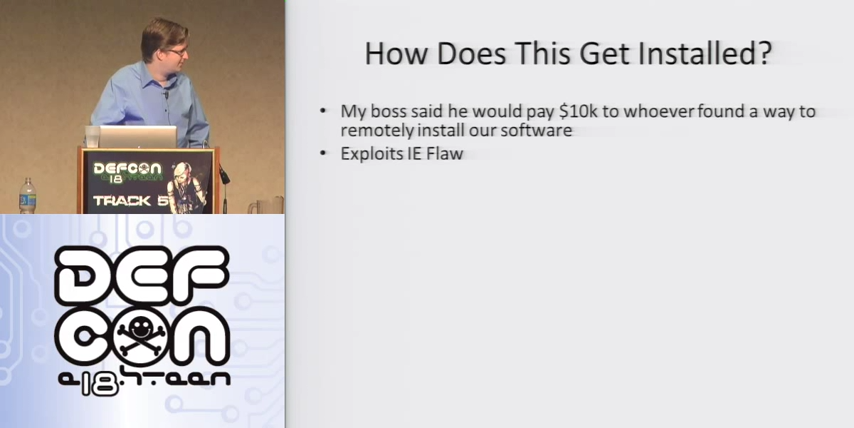 How Does This Get Installed?
• My boss said he would pay $10k to whoever found a way to
remotely install our software
• Exploits IE Flaw
DEFCON
18
TRACK 5
DEF
CON
e18hteen